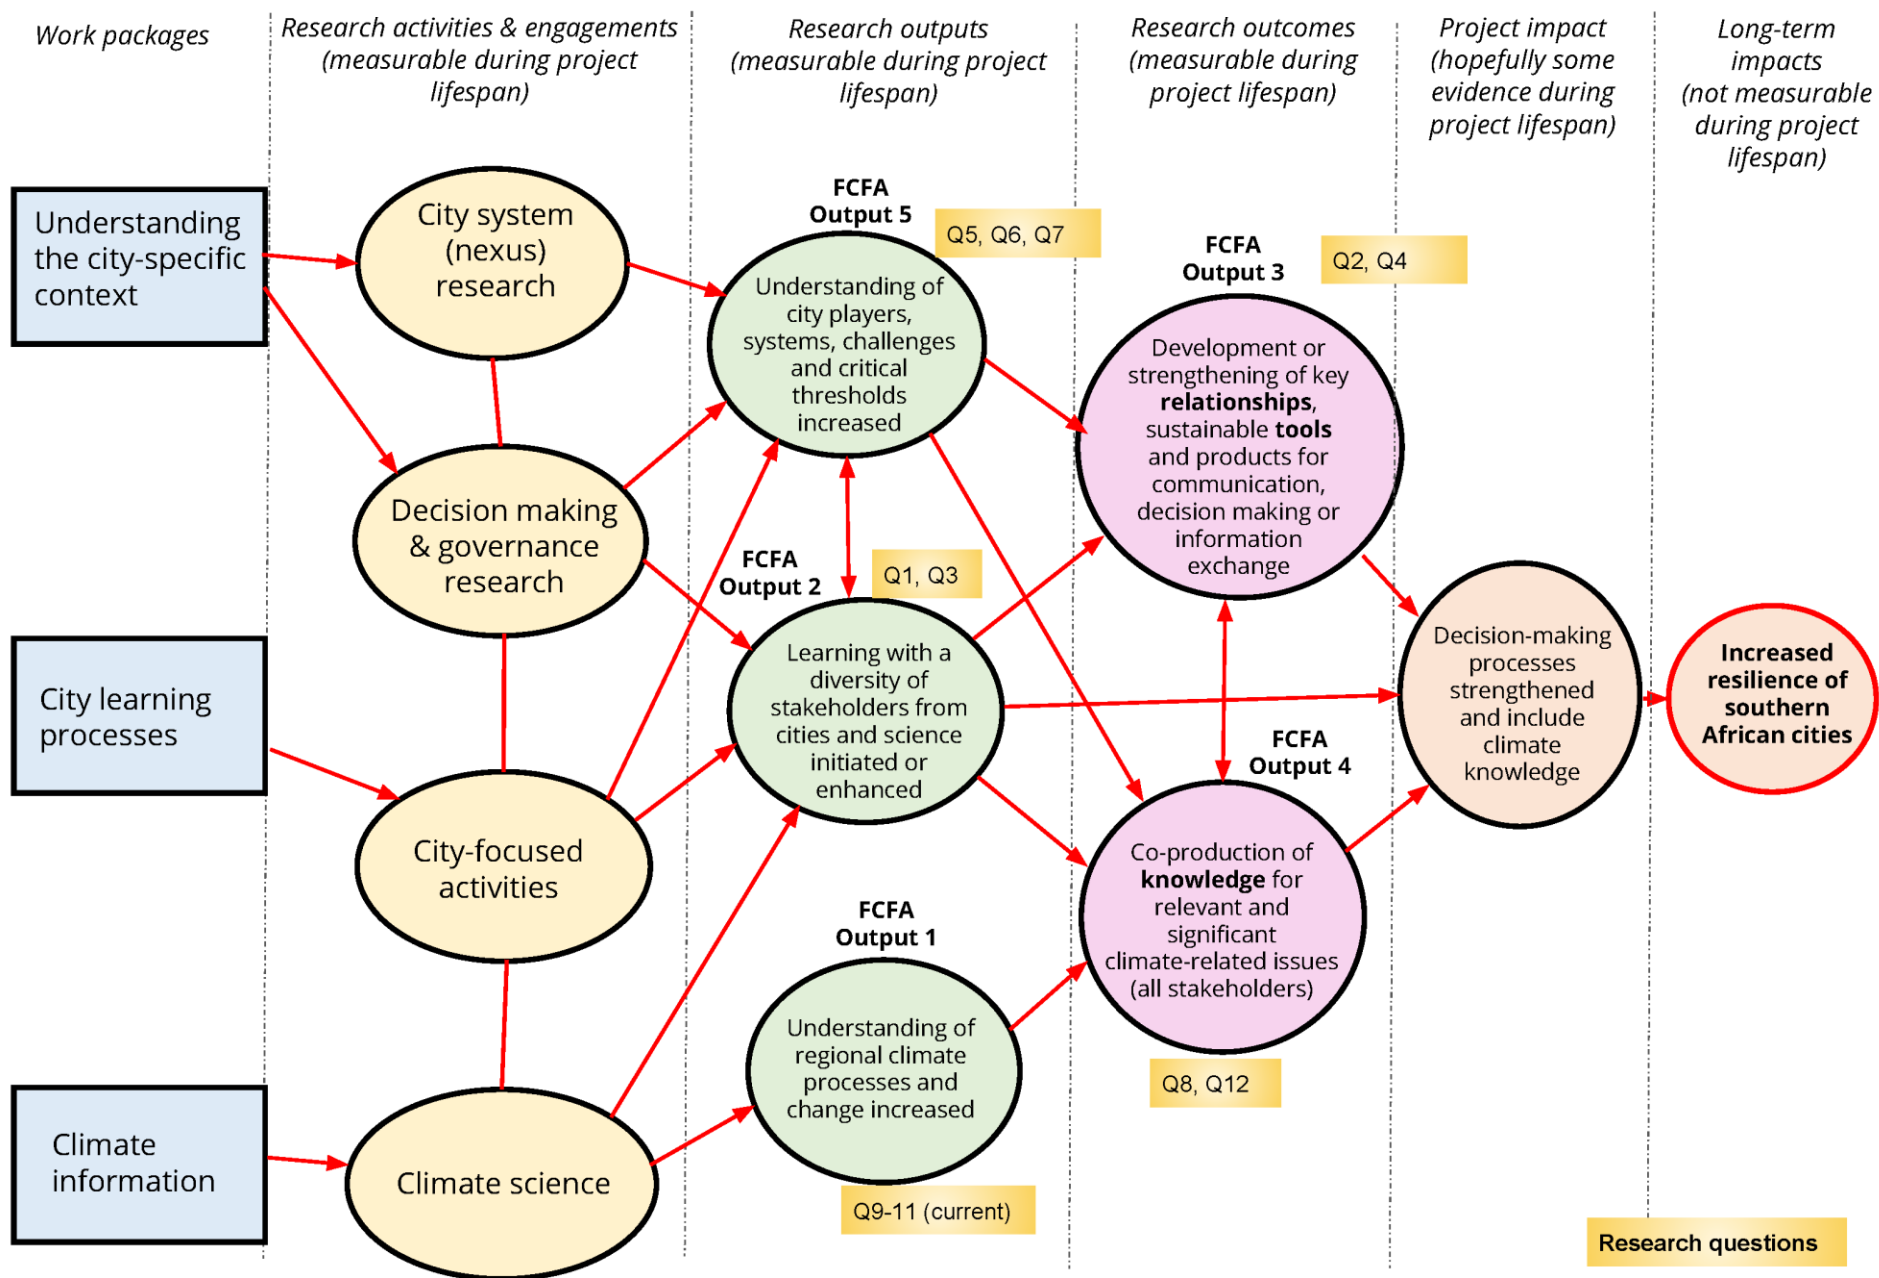 Work packages
Research activities & engagements
(measurable during project
lifespan)
Research outputs
(measurable during project
lifespan)
Research outcomes
(measurable during
project lifespan)
Project impact
(hopefully some
evidence during
project lifespan)
Long-term
impacts
(not measurable
during project
lifespan)
Understanding
the city-specific
context
City learning
processes
Climate
information
City system
(nexus)
research
Decision making
& governance
research
City-focused
activities
Climate science
FCFA
Output 5
Q5, Q6, Q7
Understanding of
city players,
systems, challenges
and critical
thresholds
increased
FCFA
Output 2
Q1, Q3
Learning with a
diversity of
stakeholders from
cities and science
initiated or
enhanced
FCFA
Output 1
Understanding of
regional climate
processes and
change increased
Q9-11 (current)
FCFA
Output 3
Q2, Q4
Development or
strengthening of key
relationships,
sustainable tools
and products for
communication,
decision making or
information
exchange
FCFA
Output 4
Co-production of
knowledge for
relevant and
significant
climate-related issues
(all stakeholders)
Q8, Q12
Decision-making
processes
strengthened
and include
climate
knowledge
Increased
resilience of
southern
African cities
Research questions